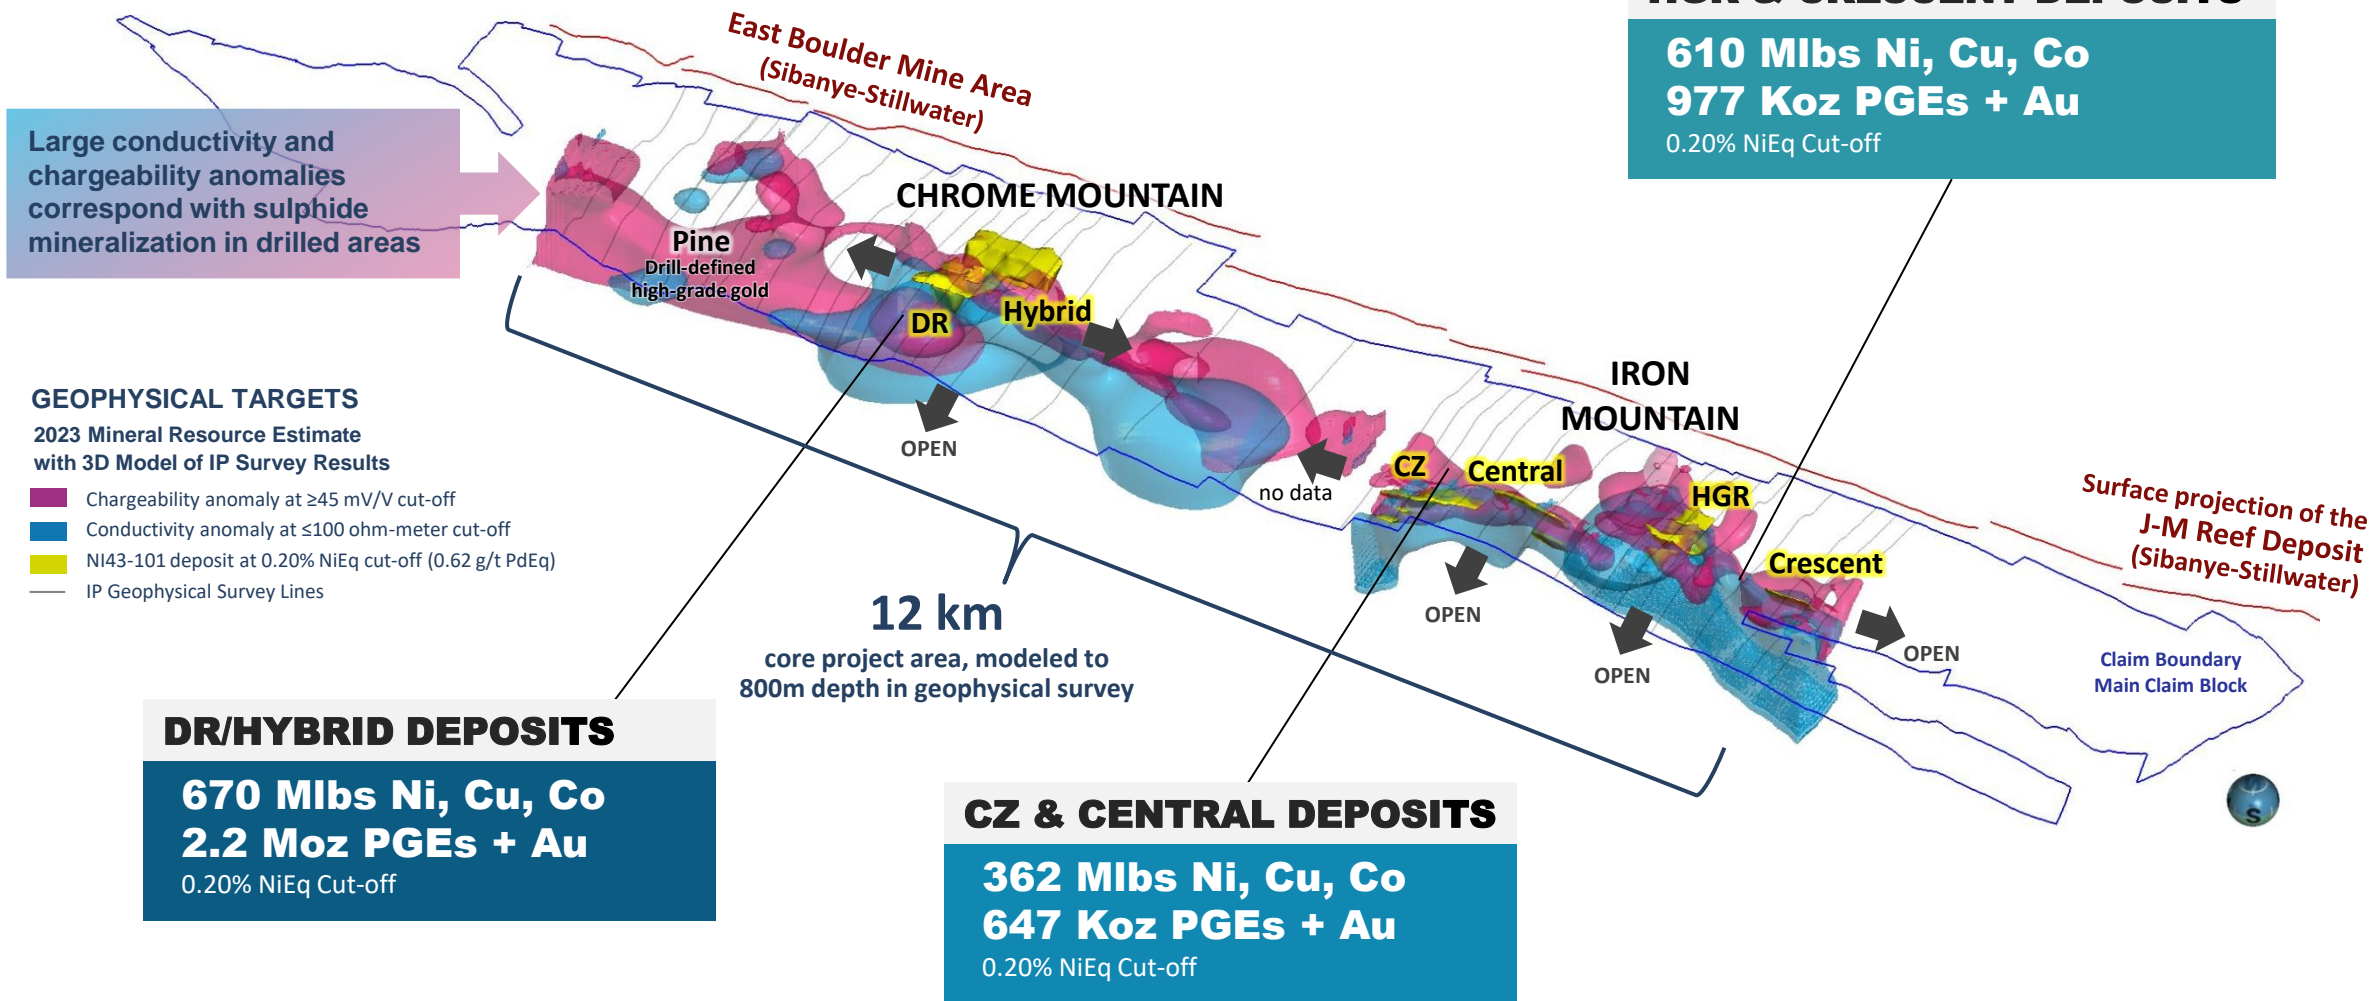 HGR & CRESCENT DEPOSITS
610 Mlbs Ni, Cu, Co
977 Koz PGEs + Au
0.20% NiEq Cut-off
East Boulder Mine Area
(Sibanye-Stillwater)
Large conductivity and
chargeability anomalies
correspond with sulphide
mineralization in drilled areas
CHROME MOUNTAIN
Pine
Drill-defined
high-grade gold
DR
Hybrid
OPEN
no data
IRON
MOUNTAIN
CZ
Central
HGR
Crescent
OPEN
OPEN
OPEN
Surface projection of the
J-M Reef Deposit
(Sibanye-Stillwater)
Claim Boundary
Main Claim Block
S
GEOPHYSICAL TARGETS
2023 Mineral Resource Estimate
with 3D Model of IP Survey Results
Chargeability anomaly at ≥45 mV/V cut-off
Conductivity anomaly at ≤100 ohm-meter cut-off
NI43-101 deposit at 0.20% NiEq cut-off (0.62 g/t PdEq)
IP Geophysical Survey Lines
12 km
core project area, modeled to
800m depth in geophysical survey
DR/HYBRID DEPOSITS
670 Mlbs Ni, Cu, Co
2.2 Moz PGEs + Au
0.20% NiEq Cut-off
CZ & CENTRAL DEPOSITS
362 Mlbs Ni, Cu, Co
647 Koz PGEs + Au
0.20% NiEq Cut-off